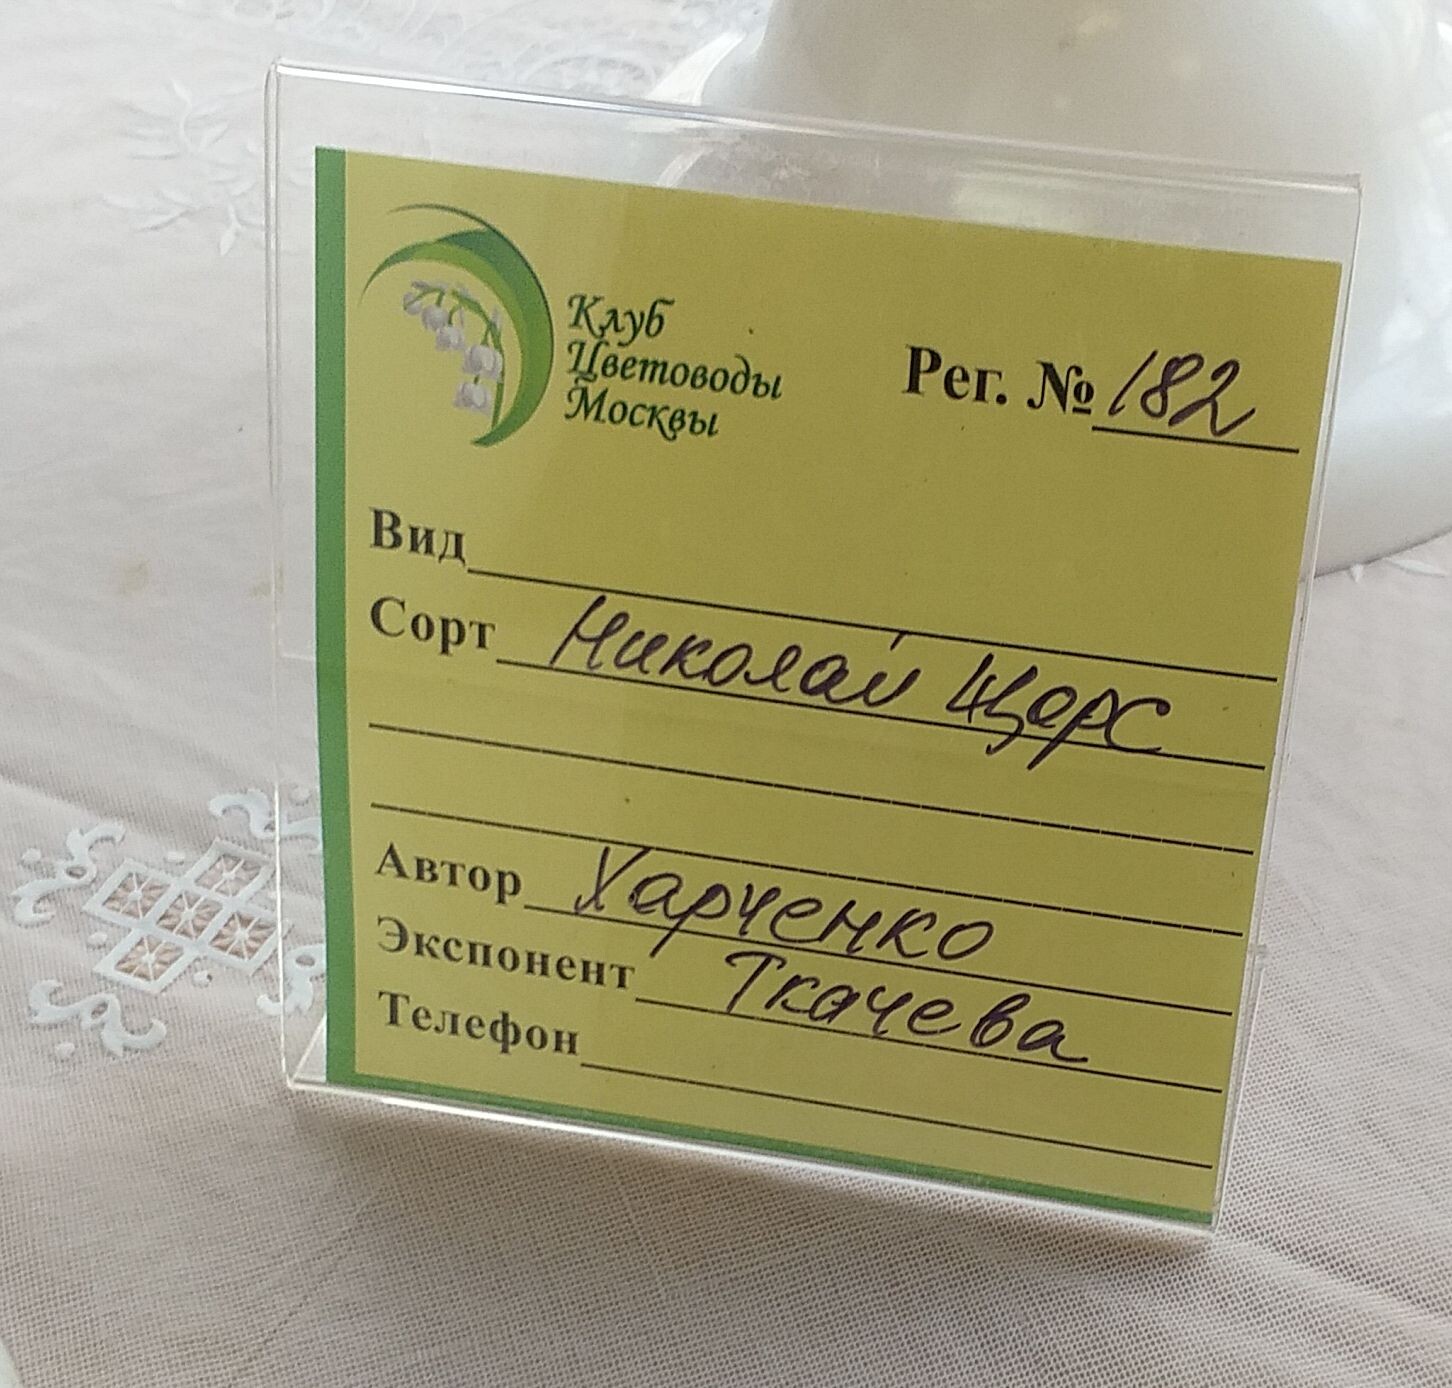 Клуб
Цветоводы
Москвы
Рег. № 182
Вид
Сорт Николай Щорс
Автор Харченко
Экспонент Ткачева
Телефон